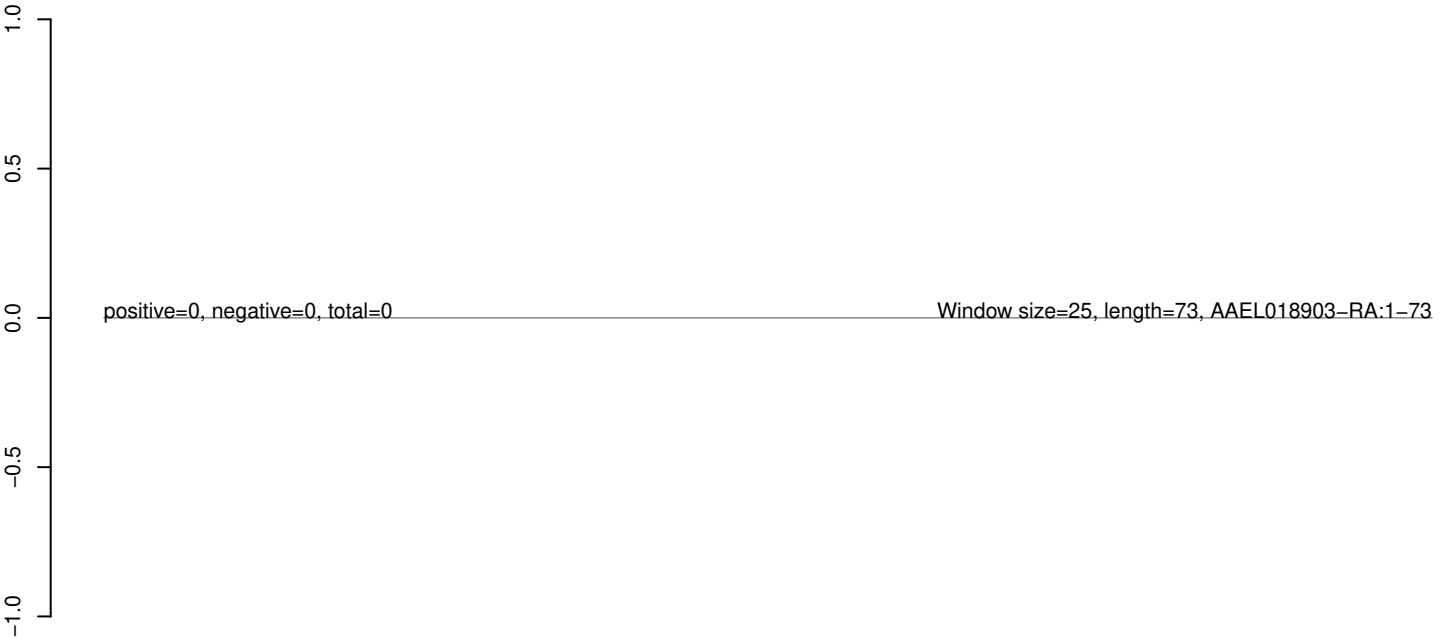 1.0
0.5
0.0
−0.5
−1.0
positive=0, negative=0, total=0
Window size=25, length=73, AAEL018903−RA:1−73